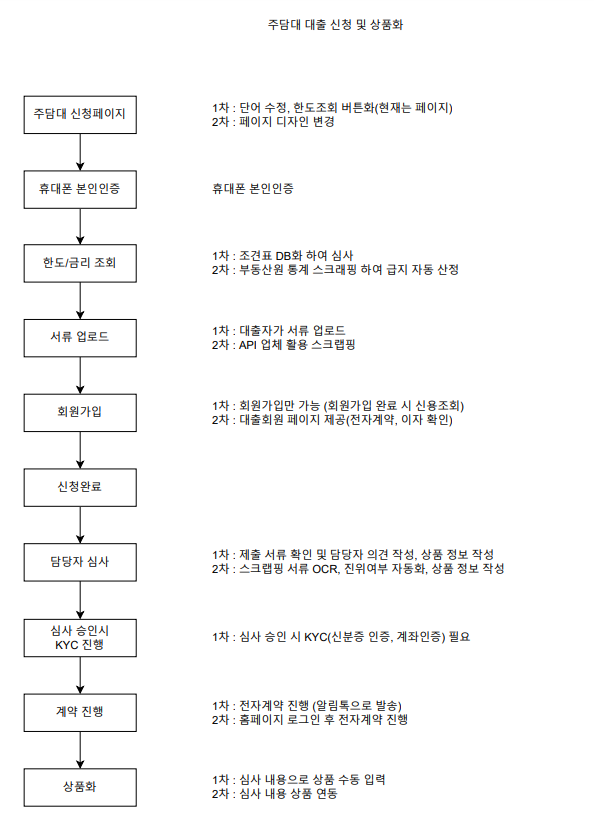 주담대 대출 신청 및 상품화
주담대 신청페이지
1차 : 단어 수정, 한도조회 버튼화(현재는 페이지)
2차 : 페이지 디자인 변경
휴대폰 본인인증
휴대폰 본인인증
한도/금리 조회
1차 : 조건표 DB화 하여 심사
2차 : 부동산원 통계 스크래핑 하여 급지 자동 산정
서류 업로드
1차 : 대출자가 서류 업로드
2차 : API 업체 활용 스크랩핑
회원가입
1차 : 회원가입만 가능 (회원가입 완료 시 신용조회)
2차 : 대출회원 페이지 제공(전자계약, 이자 확인)
신청완료
담당자 심사
1차 : 제출 서류 확인 및 담당자 의견 작성, 상품 정보 작성
2차 : 스크랩핑 서류 OCR, 진위여부 자동화, 상품 정보 작성
심사 승인시
KYC 진행
1차 : 심사 승인 시 KYC(신분증 인증, 계좌인증) 필요
계약 진행
1차 : 전자계약 진행 (알림톡으로 발송)
2차 : 홈페이지 로그인 후 전자계약 진행
상품화
1차 : 심사 내용으로 상품 수동 입력
2차 : 심사 내용 상품 연동